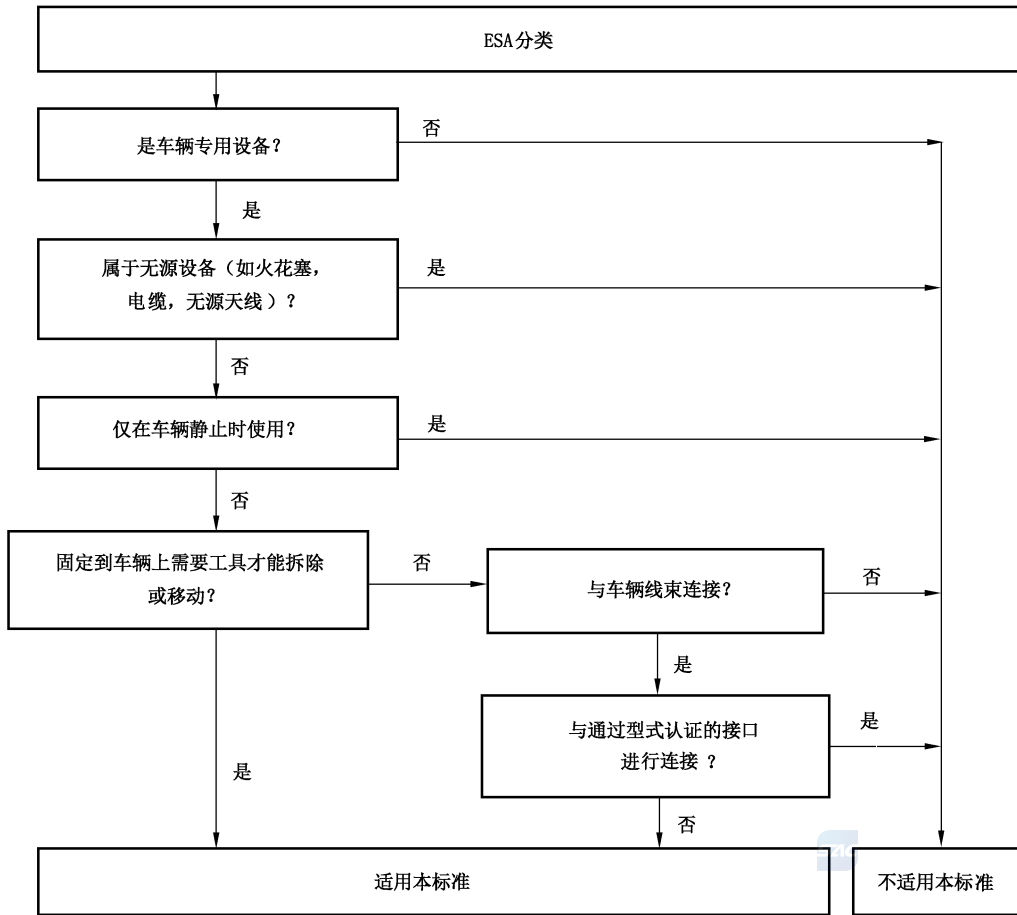 ESA分类
是车辆专用设备？
否
是
属于无源设备（如火花塞，
电缆，无源天线）？
是
否
仅在车辆静止时使用？
是
否
固定到车辆上需要工具才能拆除
或移动？
否
与车辆线束连接？
否
是
与通过型式认证的接口
进行连接 ？
是
是
否
适用本标准
不适用本标准